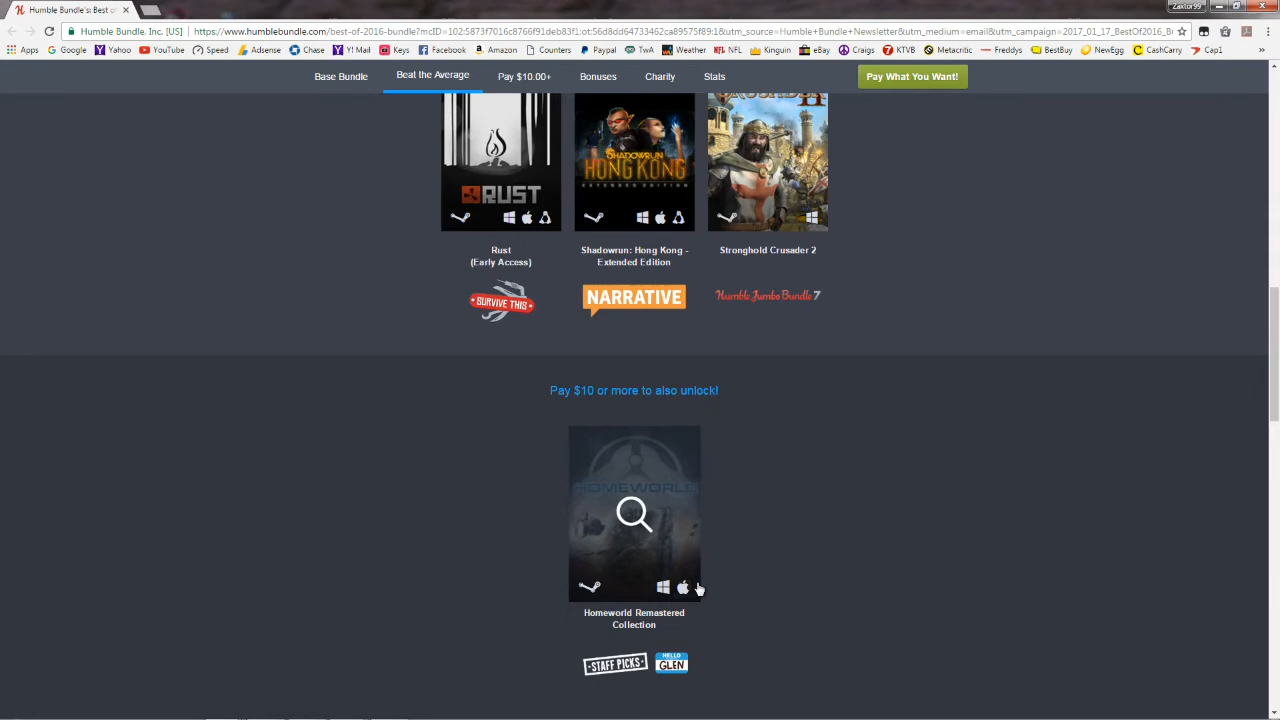 Humble Bundle's: Best of
Zaktor99
Humble Bundle. Inc. [US]
https://www.humblebundle.com/best-of-2016-bundle?mcID=102:5873f7016c8766f91deb83f1:ot:56d8dd64733462ca89575f89:1&utm_source=Humble+Bundle+Newsletter&utm_medium=email&utm_campaign=2017_01_17_BestOf2016_Bu
Apps Google Yahoo YouTube Speed Adsense Chase Y! Mail Keys Facebook Amazon Counters Paypal TwA Weather NFL Kinguin eBay Craigs KTVB Metacritic Freddys BestBuy NewEgg CashCarry Cap1
Base Bundle Beat the Average Pay $10.00+ Bonuses Charity Stats Pay What You Want!
RUST
SHADOWRUN
HONG KONG
EXTENDED EDITION
Rust
(Early Access)
Shadowrun: Hong Kong -
Extended Edition
Stronghold Crusader 2
SURVIVE THIS
NARRATIVE
Humble Jumbo Bundle 7
Pay $10 or more to also unlock!
HOMEWORLD
Homeworld Remastered
Collection
STAFF PICKS
HELLO
GLEN